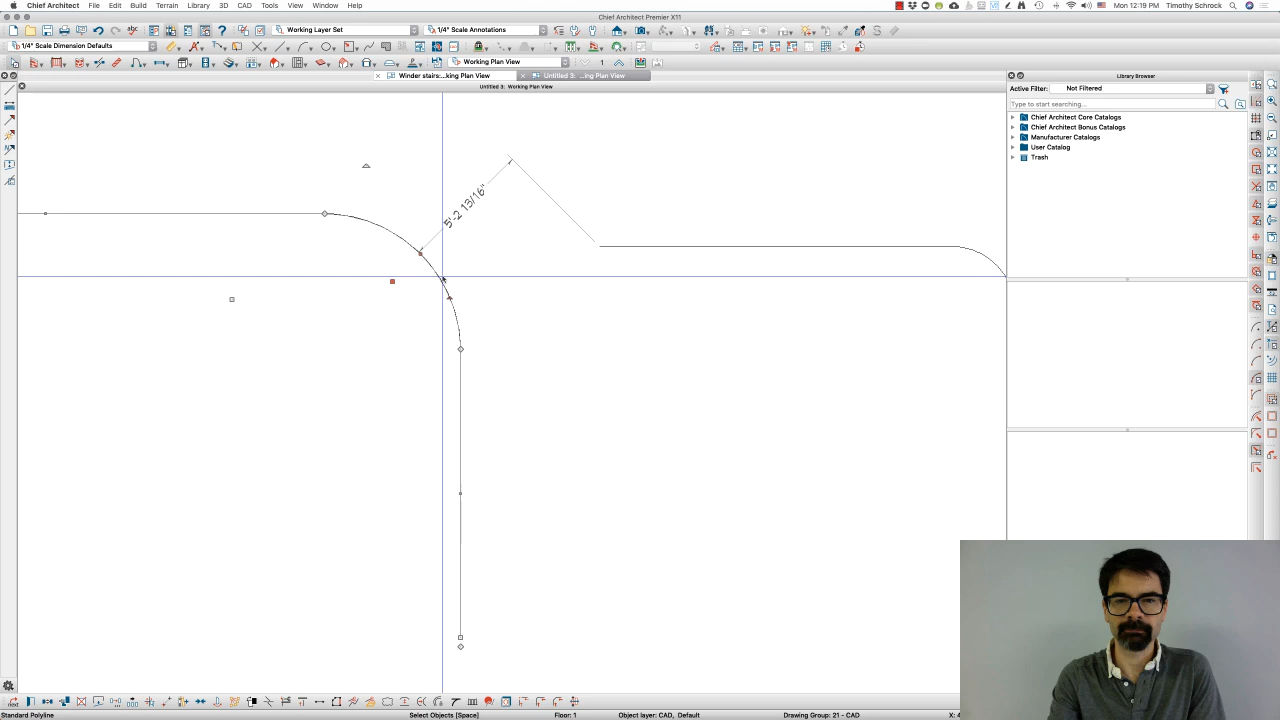 Chief Architect File Edit Build Terrain Library 3D CAD Tools View Window Help Mon 12:19 PM Timothy Schrock
Chief Architect Premier X11
Working Layer Set 1/4" Scale Annotations
1/4" Scale Dimension Defaults Working Plan View 1
Winder stairs:...king Plan View Untitled 3: ...ing Plan View
Untitled 3: Working Plan View
Library Browser
Active Filter: Not Filtered
Type to start searching...
Chief Architect Core Catalogs
Chief Architect Bonus Catalogs
Manufacturer Catalogs
User Catalog
Trash
5'-2 13/16"
Standard Polyline Select Objects [Space] Floor: 1 Object layer: CAD, Default Drawing Group: 21 - CAD X: 4